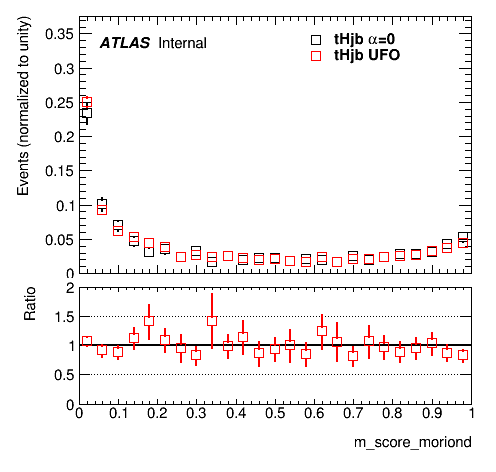 ATLAS Internal
tHjb α=0
tHjb UFO
Events (normalized to unity)
0.35
0.3
0.25
0.2
0.15
0.1
0.05
0
Ratio
2
1.5
1
0.5
0
0 0.1 0.2 0.3 0.4 0.5 0.6 0.7 0.8 0.9 1
m_score_moriond